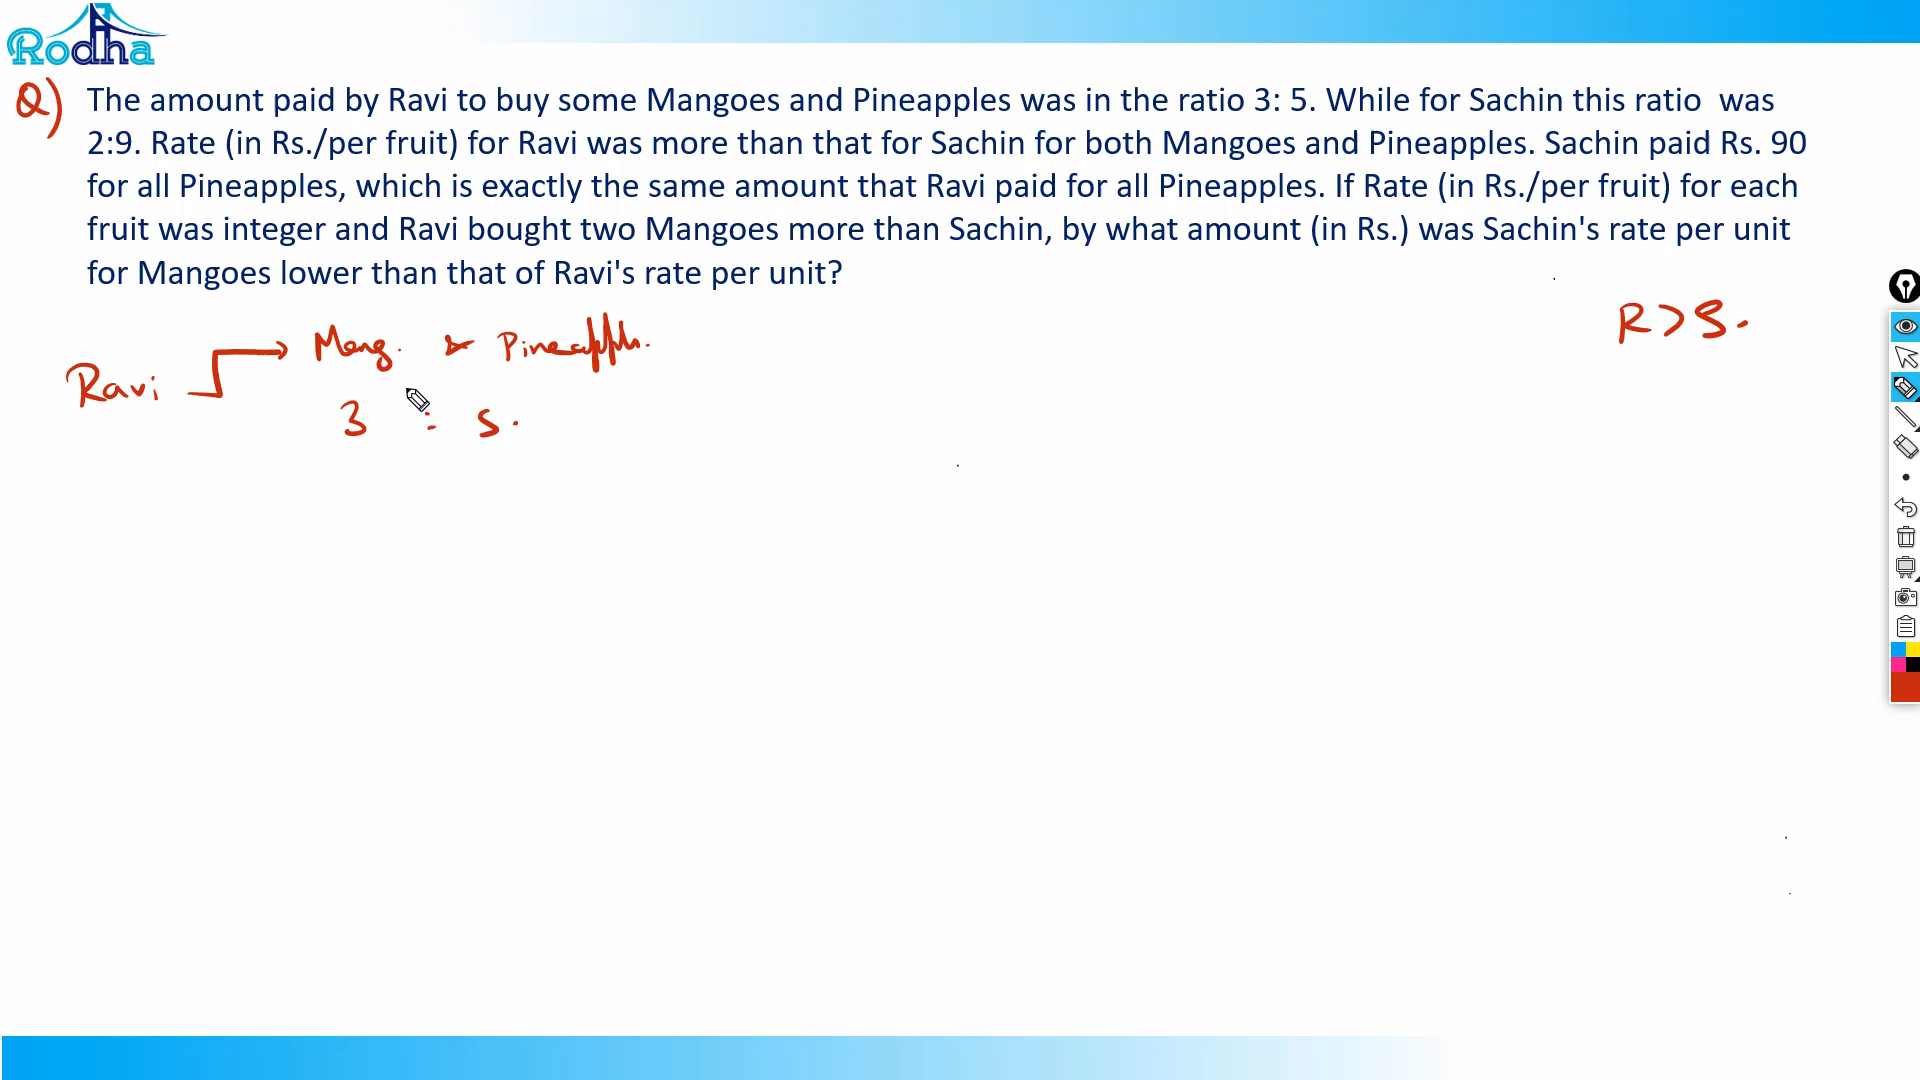 Rodha
Q) The amount paid by Ravi to buy some Mangoes and Pineapples was in the ratio 3: 5. While for Sachin this ratio was
2:9. Rate (in Rs./per fruit) for Ravi was more than that for Sachin for both Mangoes and Pineapples. Sachin paid Rs. 90
for all Pineapples, which is exactly the same amount that Ravi paid for all Pineapples. If Rate (in Rs./per fruit) for each
fruit was integer and Ravi bought two Mangoes more than Sachin, by what amount (in Rs.) was Sachin's rate per unit
for Mangoes lower than that of Ravi's rate per unit?
R > S.
Mang. & Pineapples.
Ravi
3 : 5.